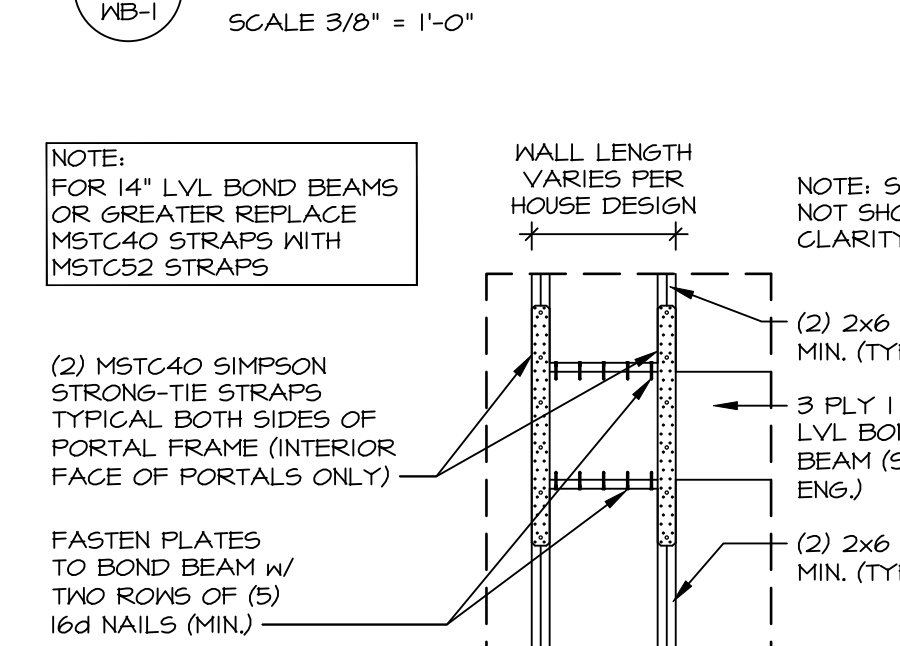 WB-1
SCALE 3/8" = 1'-0"
NOTE:
FOR 14" LVL BOND BEAMS
OR GREATER REPLACE
MSTC40 STRAPS WITH
MSTC52 STRAPS
WALL LENGTH
VARIES PER
HOUSE DESIGN
NOTE:
NOT
CLARITY
(2) MSTC40 SIMPSON
STRONG-TIE STRAPS
TYPICAL BOTH SIDES OF
PORTAL FRAME (INTERIOR
FACE OF PORTALS ONLY)
FASTEN PLATES
TO BOND BEAM w/
TWO ROWS OF (5)
16d NAILS (MIN.)
(2) 2x6
MIN.
3 PLY 1
LVL
BEAM
ENG.)
(2) 2x6
MIN.